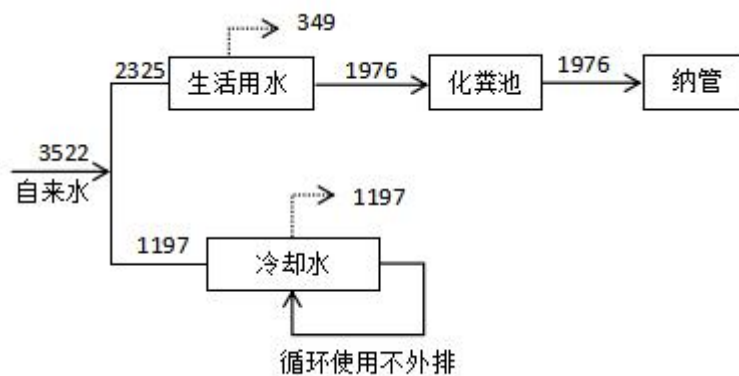 349
2325
生活用水
1976
化粪池
1976
纳管
3522
自来水
1197
1197
冷却水
循环使用不外排